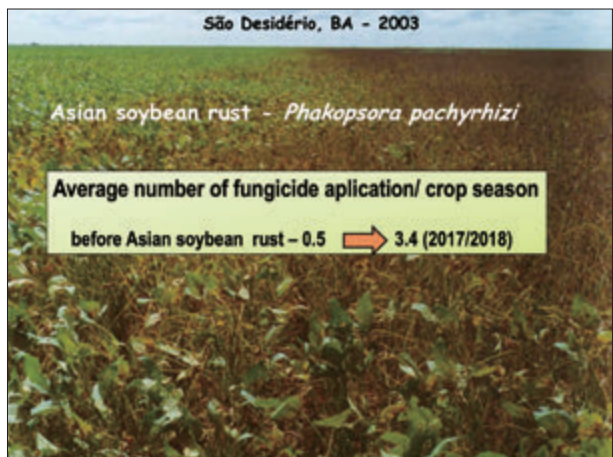 São Desidério, BA - 2003
Asian soybean rust - Phakopsora pachyrhizi
Average number of fungicide aplication/ crop season
before Asian soybean rust – 0.5 3.4 (2017/2018)